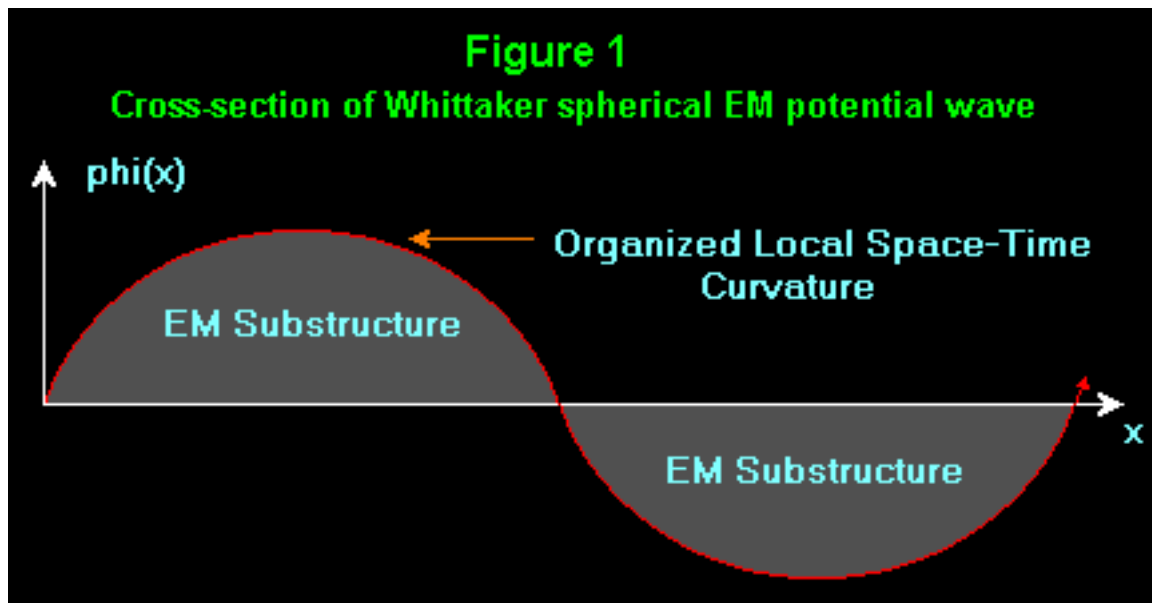 Figure 1
Cross-section of Whittaker spherical EM potential wave
phi(x)
Organized Local Space-Time
Curvature
EM Substructure
x
EM Substructure